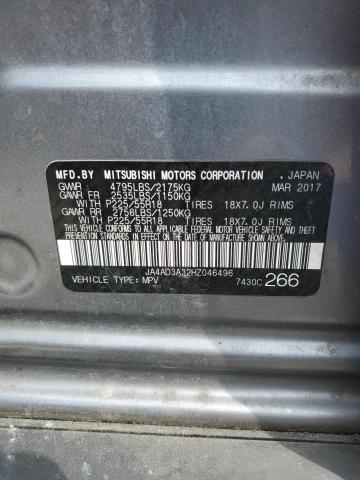 MFD.BY MITSUBISHI MOTORS CORPORATION . JAPAN
GVWR 4795LBS/2175KG MAR 2017
GAWR FR 2535LBS/1150KG
WITH P225/55R18 TIRES 18X7.0J RIMS
GAWR RR 2756LBS/1250KG
WITH P225/55R18 TIRES 18X7.0J RIMS
THIS VEHICLE CONFORMS TO ALL APPLICABLE FEDERAL MOTOR VEHICLE SAFETY, BUMPER, AND THEFT
PREVENTION STANDARDS IN EFFECT ON THE DATE OF MANUFACTURE SHOWN ABOVE.
JA4AD3A32HZ046496
VEHICLE TYPE: MPV 7430C 266